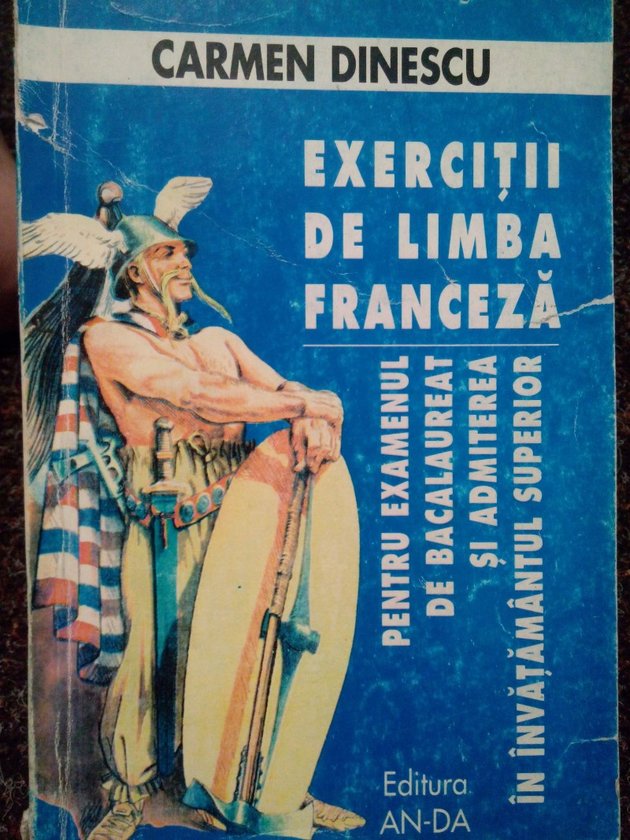 CARMEN DINESCU
EXERCIȚII
DE LIMBA
FRANCEZĂ
PENTRU EXAMENUL
DE BACALAUREAT
ȘI ADMITEREA
ÎN ÎNVĂȚĂMÂNTUL SUPERIOR
Editura
AN-DA